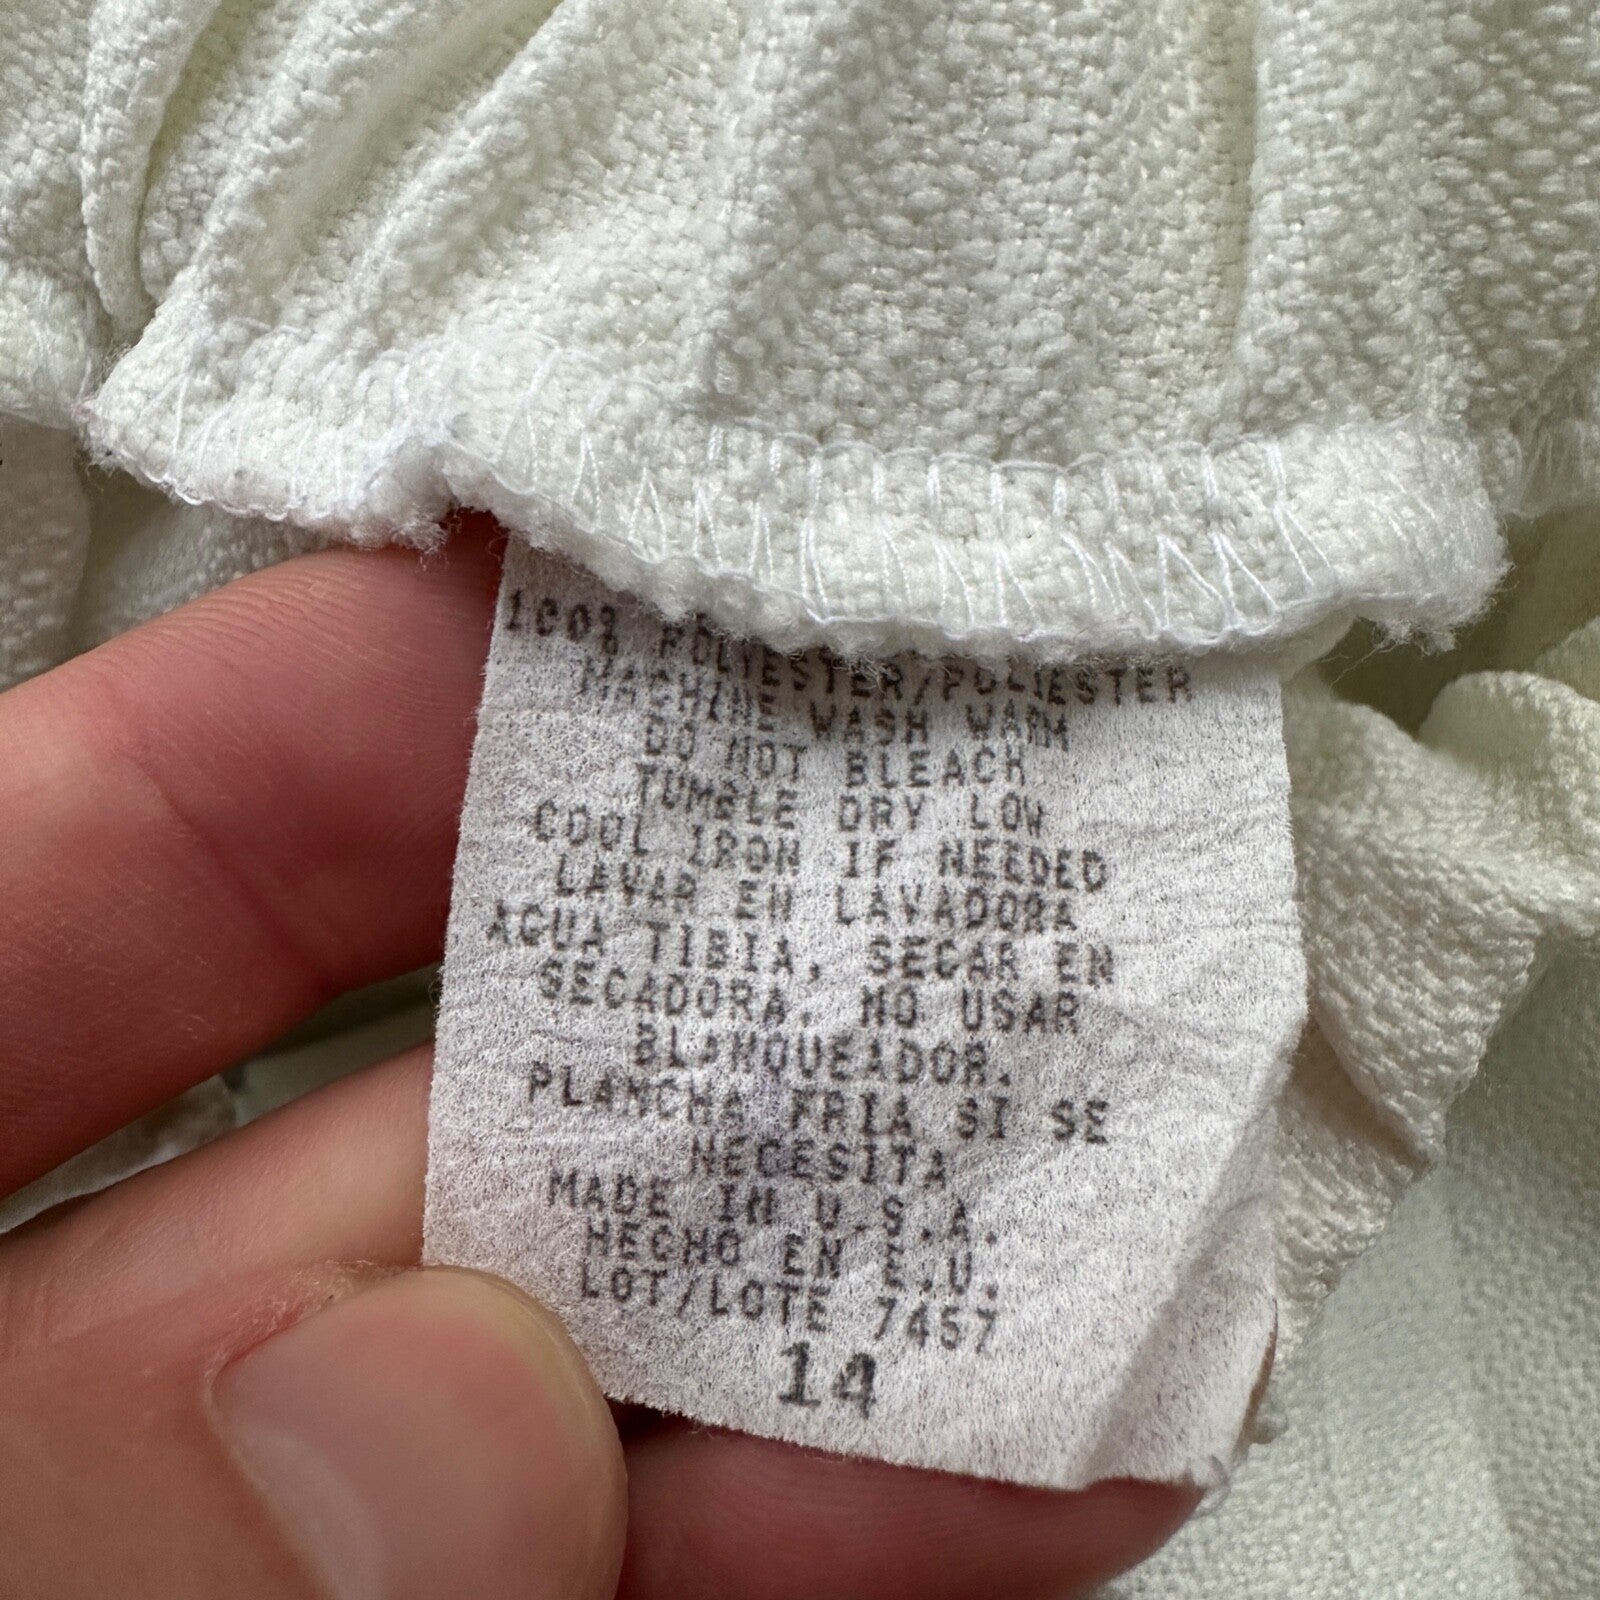 100% POLYESTER/POLIESTER
MACHINE WASH WARM
DO NOT BLEACH
TUMBLE DRY LOW
COOL IRON IF NEEDED
LAVAR EN LAVADORA
AGUA TIBIA. SECAR EN
SECADORA. NO USAR
BLANQUEADOR.
PLANCHA FRIA SI SE
NECESITA
MADE IN U.S.A.
HECHO EN E.U.
LOT/LOTE 7457
14